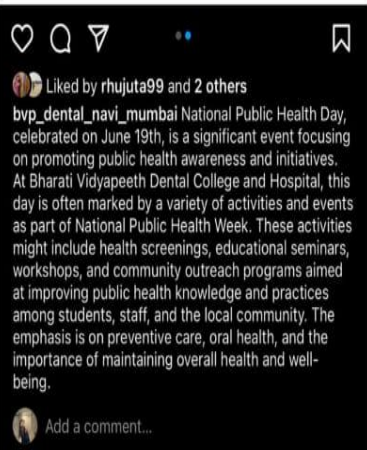 Liked by rhujuta99 and 2 others
bvp_dental_navi_mumbai National Public Health Day,
celebrated on June 19th, is a significant event focusing
on promoting public health awareness and initiatives.
At Bharati Vidyapeeth Dental College and Hospital, this
day is often marked by a variety of activities and events
as part of National Public Health Week. These activities
might include health screenings, educational seminars,
workshops, and community outreach programs aimed
at improving public health knowledge and practices
among students, staff, and the local community. The
emphasis is on preventive care, oral health, and the
importance of maintaining overall health and well-
being.
Add a comment...